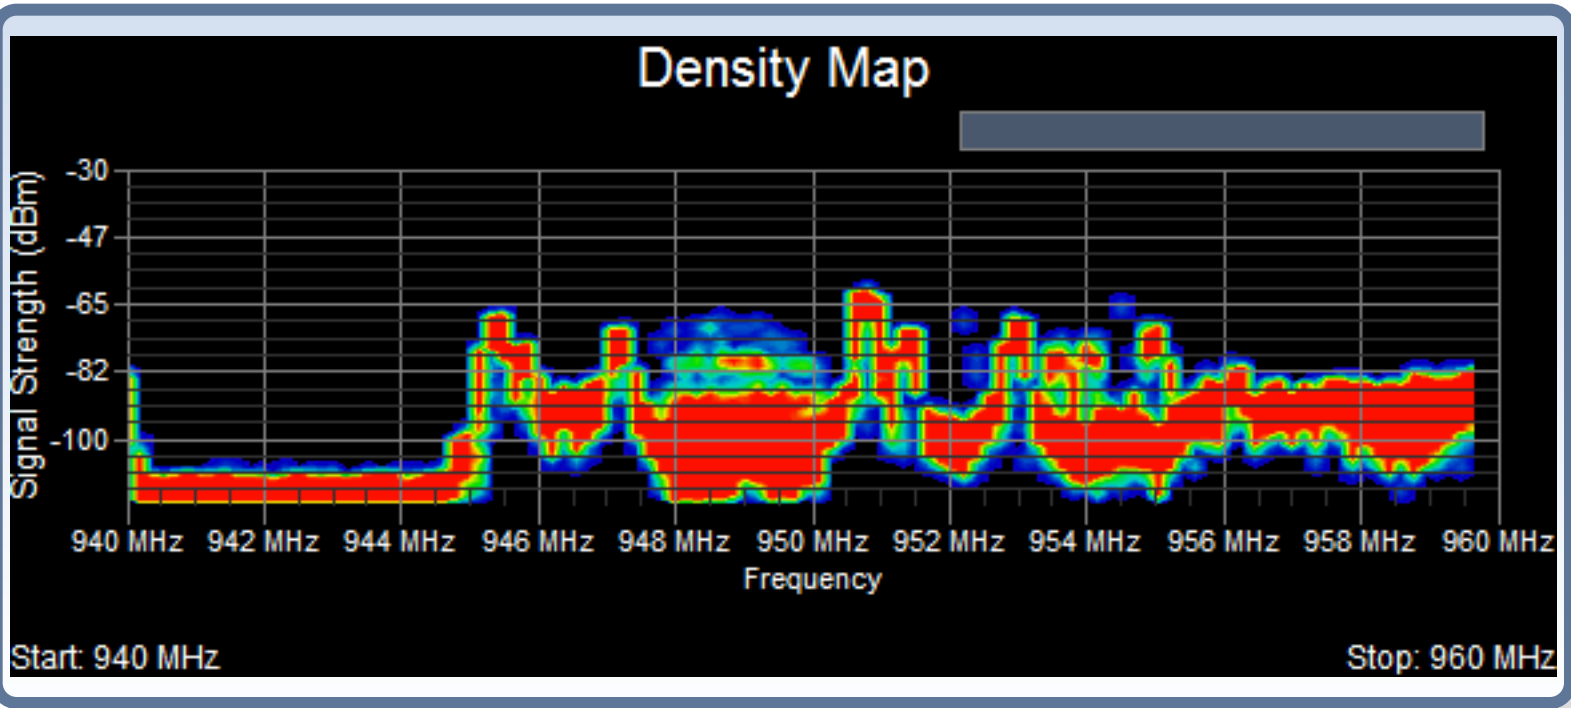 Density Map
Signal Strength (dBm)
-30
-47
-65
-82
-100
940 MHz 942 MHz 944 MHz 946 MHz 948 MHz 950 MHz 952 MHz 954 MHz 956 MHz 958 MHz 960 MHz
Frequency
Start: 940 MHz
Stop: 960 MHz